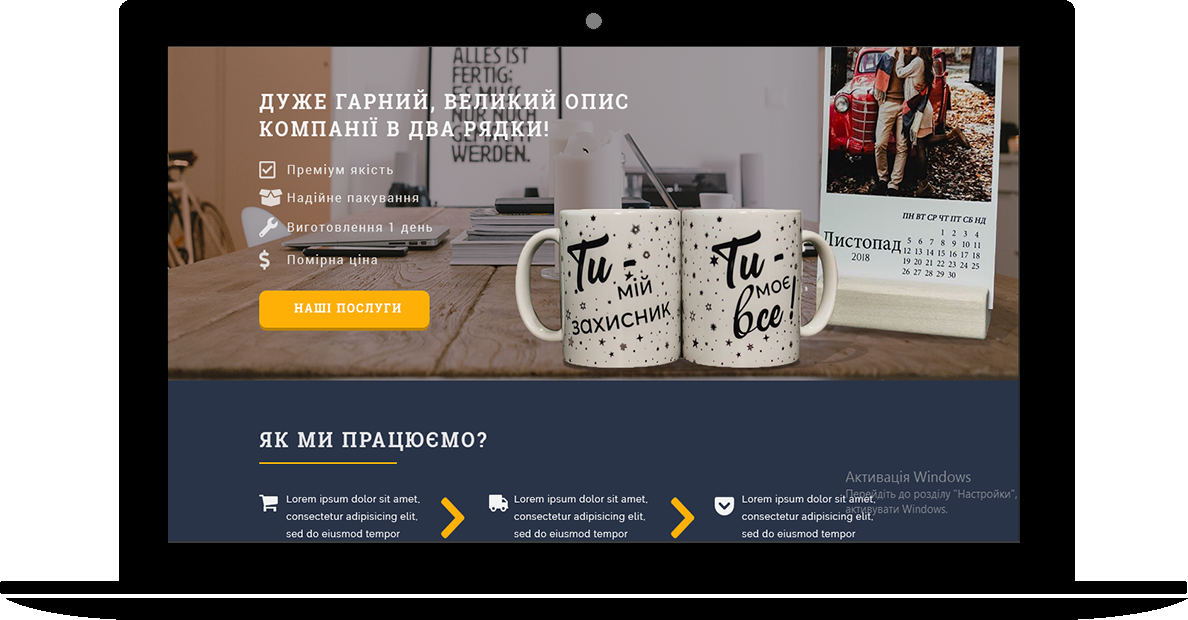 ALLES IST
FERTIG:
ES MUSS
NUR NOCH
GEMACHT
WERDEN.
ДУЖЕ ГАРНИЙ, ВЕЛИКИЙ ОПИС
КОМПАНІЇ В ДВА РЯДКИ!
Преміум якість
Надійне пакування
Виготовлення 1 день
Помірна ціна
НАШІ ПОСЛУГИ
Ти -
мій
захисник
Ти -
моє
все!
ПН ВТ СР ЧТ ПТ СБ НД
Листопад
2018
1 2 3 4
5 6 7 8 9 10 11
12 13 14 15 16 17 18
19 20 21 22 23 24 25
26 27 28 29 30
ЯК МИ ПРАЦЮЄМО?
Lorem ipsum dolor sit amet,
consectetur adipisicing elit,
sed do eiusmod tempor
Lorem ipsum dolor sit amet,
consectetur adipisicing elit,
sed do eiusmod tempor
Lorem ipsum dolor sit amet,
consectetur adipisicing elit,
sed do eiusmod tempor
Активація Windows
Перейдіть до розділу "Настройки",
активувати Windows.